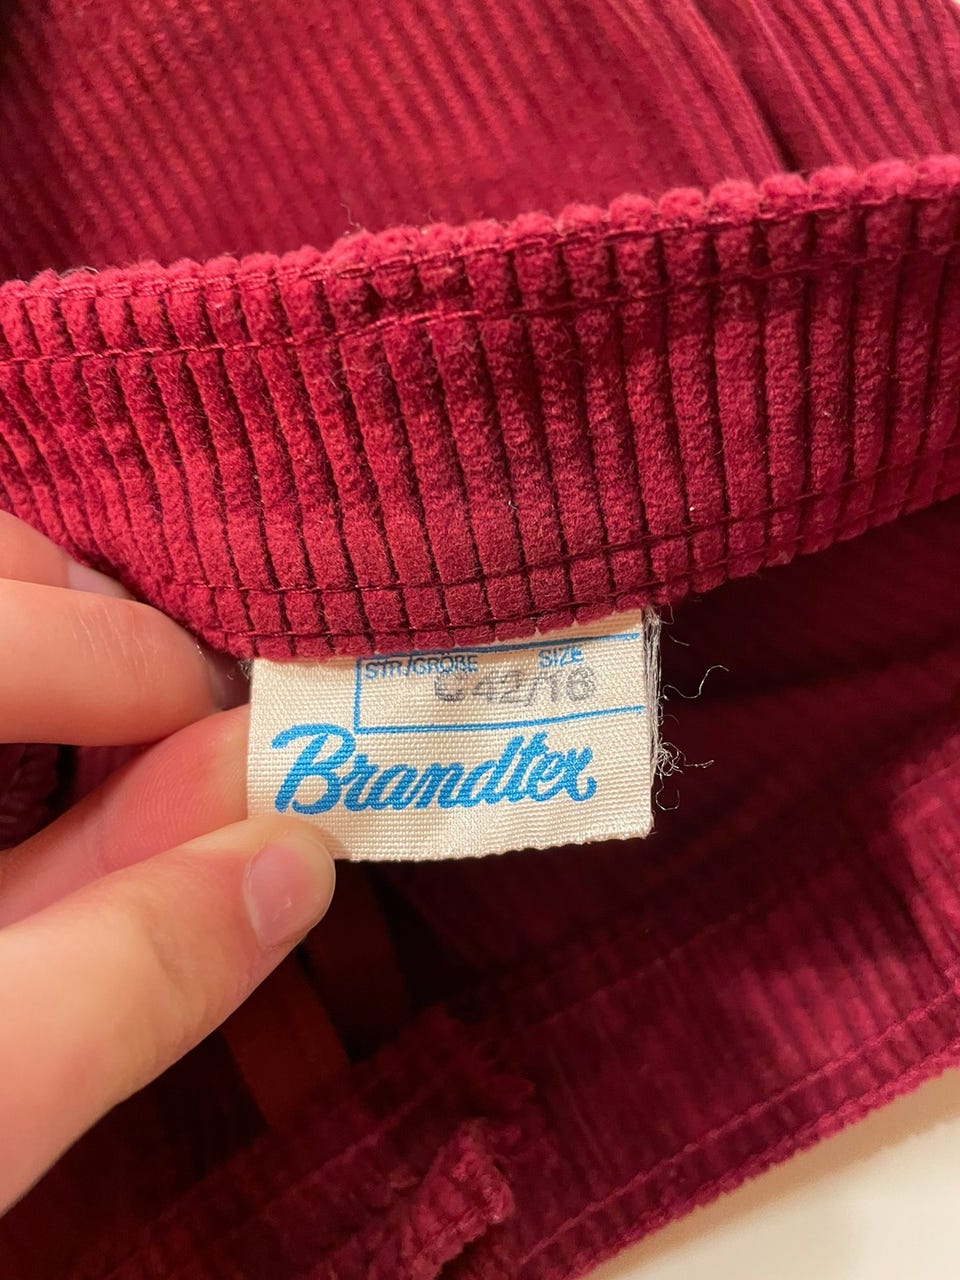 STR/GRÖßE SIZE
C42/16
Brandtex